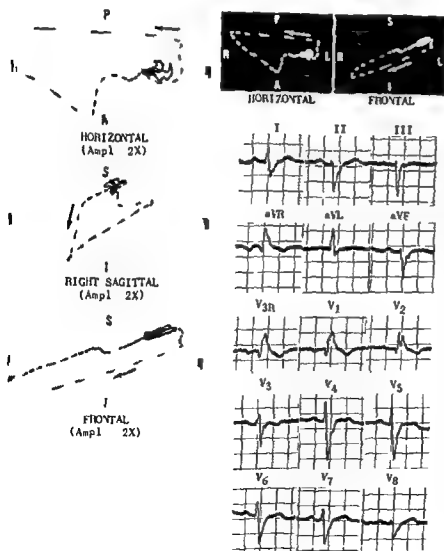 P
R
A
HORIZONTAL
(Ampl 2X)
S
I
RIGHT SAGITTAL
(Ampl 2X)
S
I
FRONTAL
(Ampl 2X)
P
R L
A
HORIZONTAL
S
R L
FRONTAL
I II III
aVR aVL aVF
V3R V1 V2
V3 V4 V5
V6 V7 V8